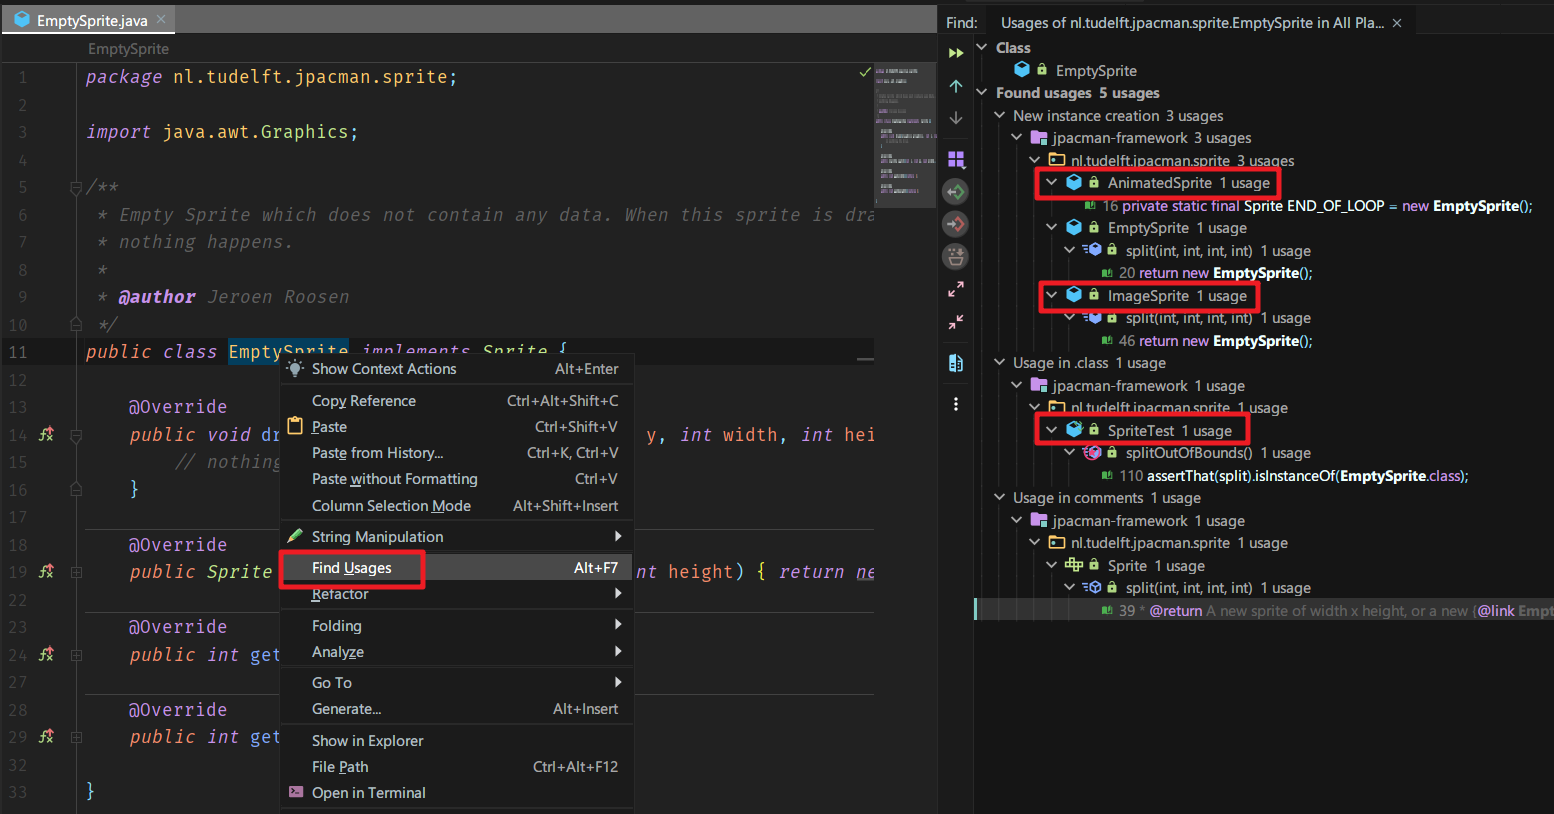 EmptySprite.java
EmptySprite
1 package nl.tudelft.jpacman.sprite;
2
3 import java.awt.Graphics;
4
5 /**
6 * Empty Sprite which does not contain any data. When this sprite is dra
7 * nothing happens.
8 *
9 * @author Jeroen Roosen
10 */
11 public class EmptySprite implements Sprite {
12
13 @Override
14 public void dr y, int width, int hei
15 // nothing
16 }
17
18 @Override
19 public Sprite nt height) { return ne
22
23 @Override
24 public int get
27
28 @Override
29 public int get
32
33 }
Show Context Actions Alt+Enter
Copy Reference Ctrl+Alt+Shift+C
Paste Ctrl+Shift+V
Paste from History... Ctrl+K, Ctrl+V
Paste without Formatting Ctrl+V
Column Selection Mode Alt+Shift+Insert
String Manipulation
Find Usages Alt+F7
Refactor
Folding
Analyze
Go To
Generate... Alt+Insert
Show in Explorer
File Path Ctrl+Alt+F12
Open in Terminal
Find: Usages of nl.tudelft.jpacman.sprite.EmptySprite in All Pla...
Class
EmptySprite
Found usages 5 usages
New instance creation 3 usages
jpacman-framework 3 usages
nl.tudelft.jpacman.sprite 3 usages
AnimatedSprite 1 usage
16 private static final Sprite END_OF_LOOP = new EmptySprite();
EmptySprite 1 usage
split(int, int, int, int) 1 usage
20 return new EmptySprite();
ImageSprite 1 usage
split(int, int, int, int) 1 usage
46 return new EmptySprite();
Usage in .class 1 usage
jpacman-framework 1 usage
nl.tudelft.jpacman.sprite 1 usage
SpriteTest 1 usage
splitOutOfBounds() 1 usage
110 assertThat(split).isInstanceOf(EmptySprite.class);
Usage in comments 1 usage
jpacman-framework 1 usage
nl.tudelft.jpacman.sprite 1 usage
Sprite 1 usage
split(int, int, int, int) 1 usage
39 * @return A new sprite of width x height, or a new {@link Empt